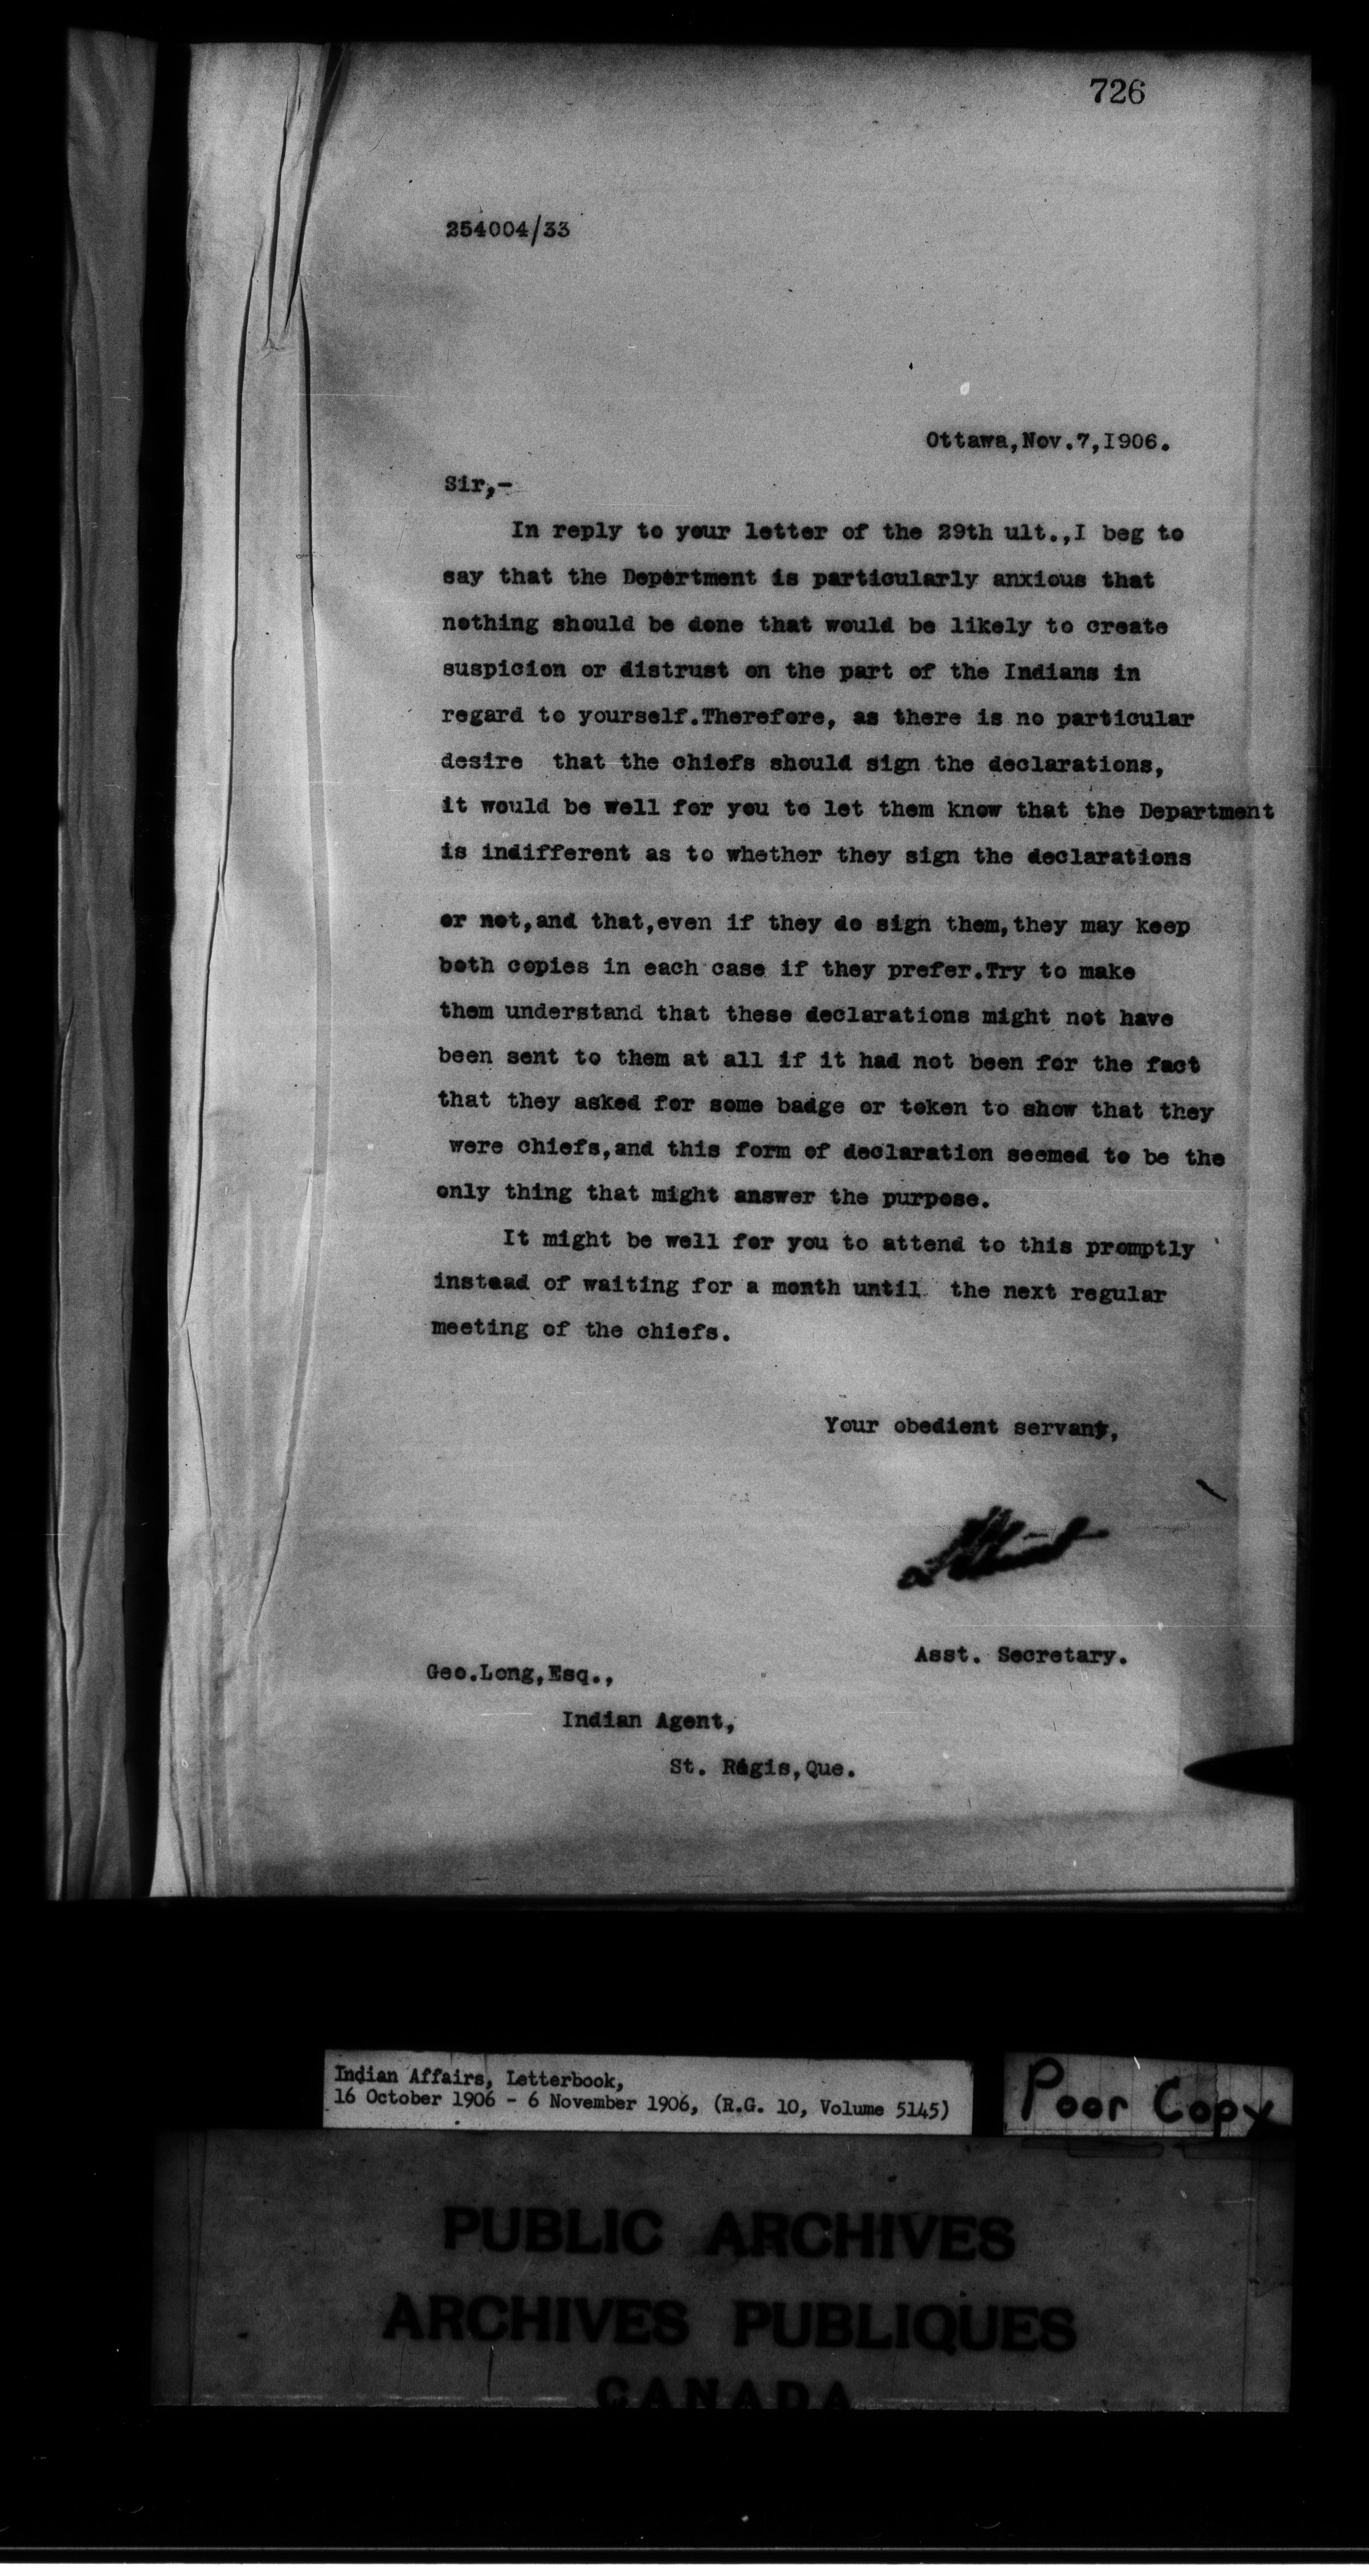 726
254004/33
Ottawa,Nov.7,1906.
Sir,-
In reply to your letter of the 29th ult.,I beg to
say that the Department is particularly anxious that
nothing should be done that would be likely to create
suspicion or distrust on the part of the Indians in
regard to yourself.Therefore, as there is no particular
desire that the chiefs should sign the declarations,
it would be well for you to let them know that the Department
is indifferent as to whether they sign the declarations
or not,and that,even if they do sign them,they may keep
both copies in each case if they prefer.Try to make
them understand that these declarations might not have
been sent to them at all if it had not been for the fact
that they asked for some badge or token to show that they
were chiefs,and this form of declaration seemed to be the
only thing that might answer the purpose.
It might be well for you to attend to this promptly
instead of waiting for a month until the next regular
meeting of the chiefs.
Your obedient servant,
Asst. Secretary.
Geo.Long,Esq.,
Indian Agent,
St. Regis,Que.
Indian Affairs, Letterbook,
16 October 1906 - 6 November 1906, (R.G. 10, Volume 5145)
Poor Copy
PUBLIC ARCHIVES
ARCHIVES PUBLIQUES
CANADA